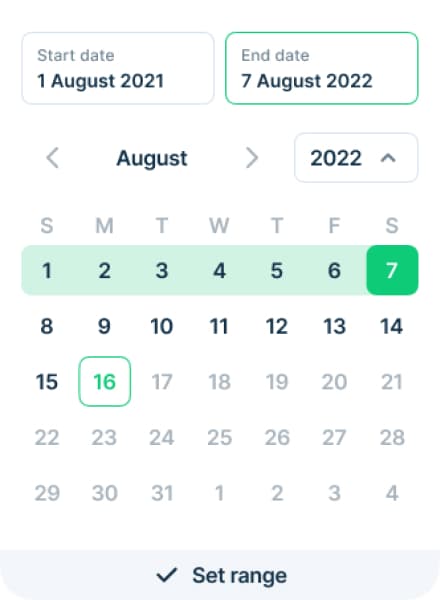 Start date
1 August 2021
End date
7 August 2022
August
2022
S M T W T F S
1 2 3 4 5 6 7
8 9 10 11 12 13 14
15 16 17 18 19 20 21
22 23 24 25 26 27 28
29 30 31 1 2 3 4
Set range